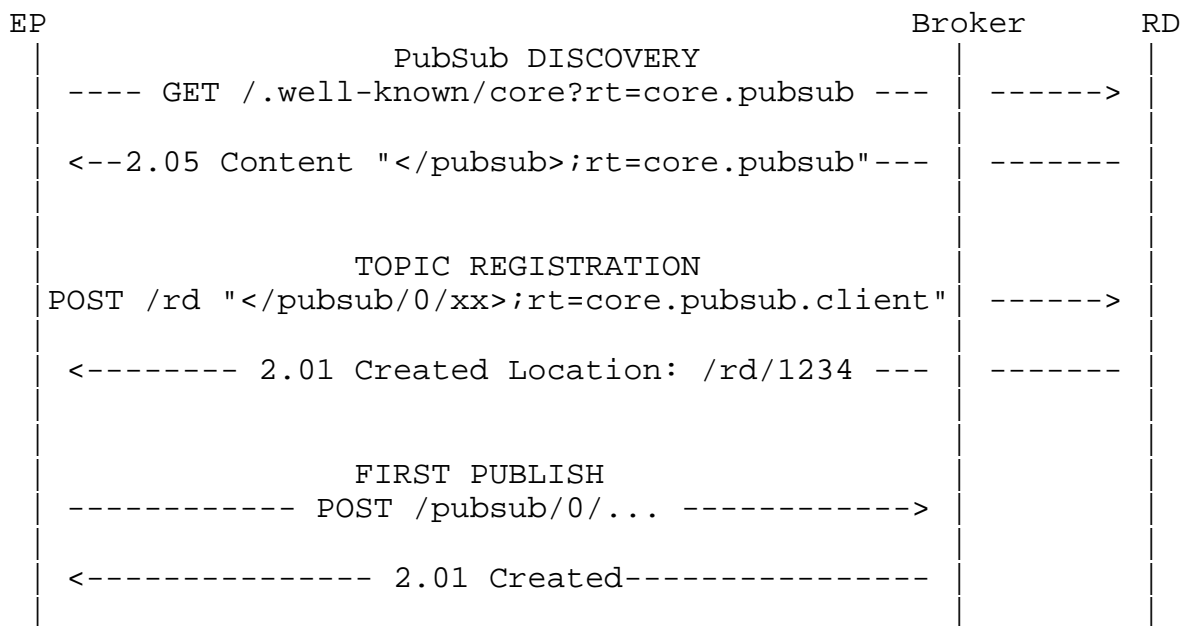 EP Broker RD
PubSub DISCOVERY
---- GET /.well-known/core?rt=core.pubsub --- | ------> |
<--2.05 Content "</pubsub>;rt=core.pubsub"--- | ------- |
TOPIC REGISTRATION
POST /rd "</pubsub/0/xx>;rt=core.pubsub.client" | ------> |
<-------- 2.01 Created Location: /rd/1234 --- | ------- |
FIRST PUBLISH
------------ POST /pubsub/0/... ------------>
<--------------- 2.01 Created----------------